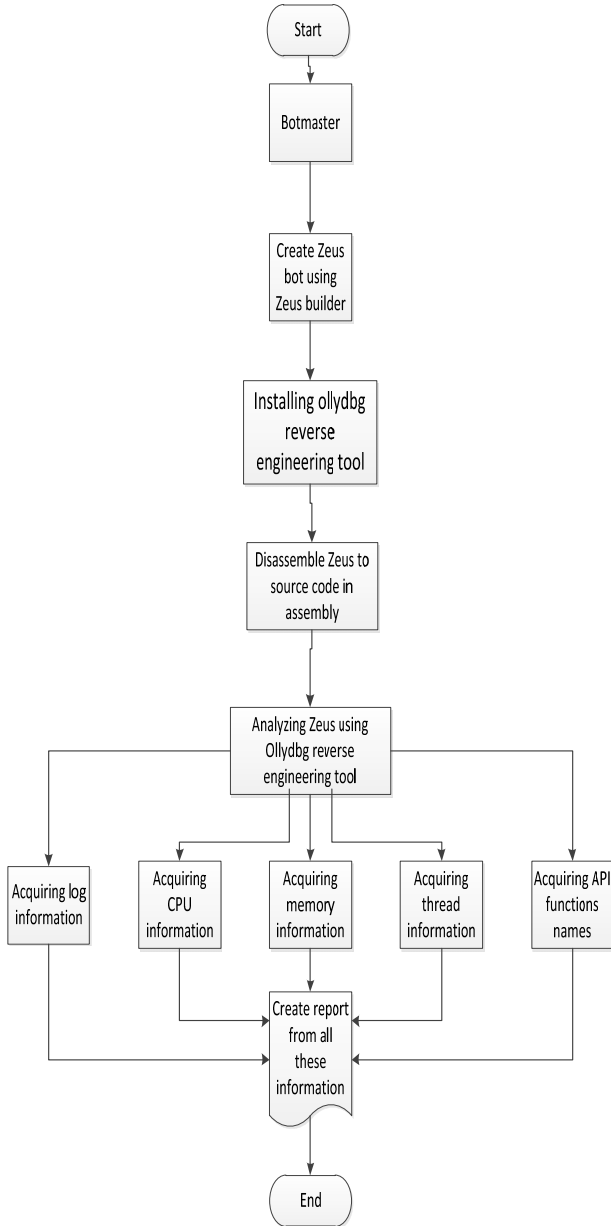 Start
Botmaster
Create Zeus
bot using
Zeus builder
Installing ollydbg
reverse
engineering tool
Disassemble Zeus to
source code in
assembly
Analyzing Zeus using
Ollydbg reverse
engineering tool
Acquiring log
information
Acquiring
CPU
information
Acquiring
memory
information
Acquiring
thread
information
Acquiring API
functions
names
Create report
from all
these
information
End